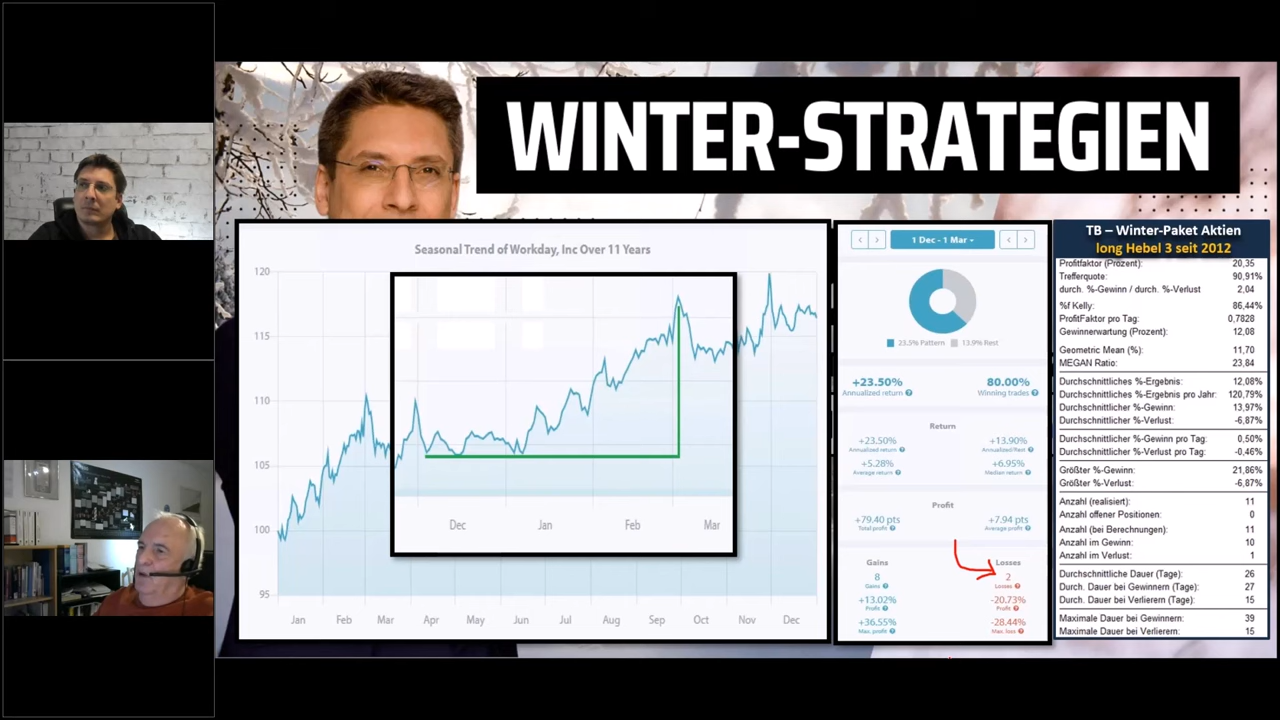 WINTER-STRATEGIEN
Seasonal Trend of Workday, Inc Over 11 Years
120
115
110
105
100
95
Jan
Feb
Mar
Apr
May
Jun
Jul
Aug
Sep
Oct
Nov
Dec
Dec
Jan
Feb
Mar
1 Dec - 1 Mar
23.5% Pattern
13.9% Rest
+23.50%
Annualized return
80.00%
Winning trades
Return
+23.50%
Annualized return
+13.90%
Annualized/Rest
+5.28%
Average return
+6.95%
Median return
Profit
+79.40 pts
Total profit
+7.94 pts
Average profit
Gains
Losses
8
Gains
2
Losses
+13.02%
Profit
-20.73%
Profit
+36.55%
Max. profit
-28.44%
Max. loss
TB – Winter-Paket Aktien
long Hebel 3 seit 2012
Profitfaktor (Prozent): 20,35
Trefferquote: 90,91%
durch. %-Gewinn / durch. %-Verlust 2,04
%f Kelly: 86,44%
ProfitFaktor pro Tag: 0,7828
Gewinnerwartung (Prozent): 12,08
Geometric Mean (%): 11,70
MEGAN Ratio: 23,84
Durchschnittliches %-Ergebnis: 12,08%
Durchschnittliches %-Ergebnis pro Jahr: 120,79%
Durchschnittlicher %-Gewinn: 13,97%
Durchschnittlicher %-Verlust: -6,87%
Durchschnittlicher %-Gewinn pro Tag: 0,50%
Durchschnittlicher %-Verlust pro Tag: -0,46%
Größter %-Gewinn: 21,86%
Größter %-Verlust: -6,87%
Anzahl (realisiert): 11
Anzahl offener Positionen: 0
Anzahl (bei Berechnungen): 11
Anzahl im Gewinn: 10
Anzahl im Verlust: 1
Durchschnittliche Dauer (Tage): 26
Durch. Dauer bei Gewinnern (Tage): 27
Durch. Dauer bei Verlierern (Tage): 15
Maximale Dauer bei Gewinnern: 39
Maximale Dauer bei Verlierern: 15